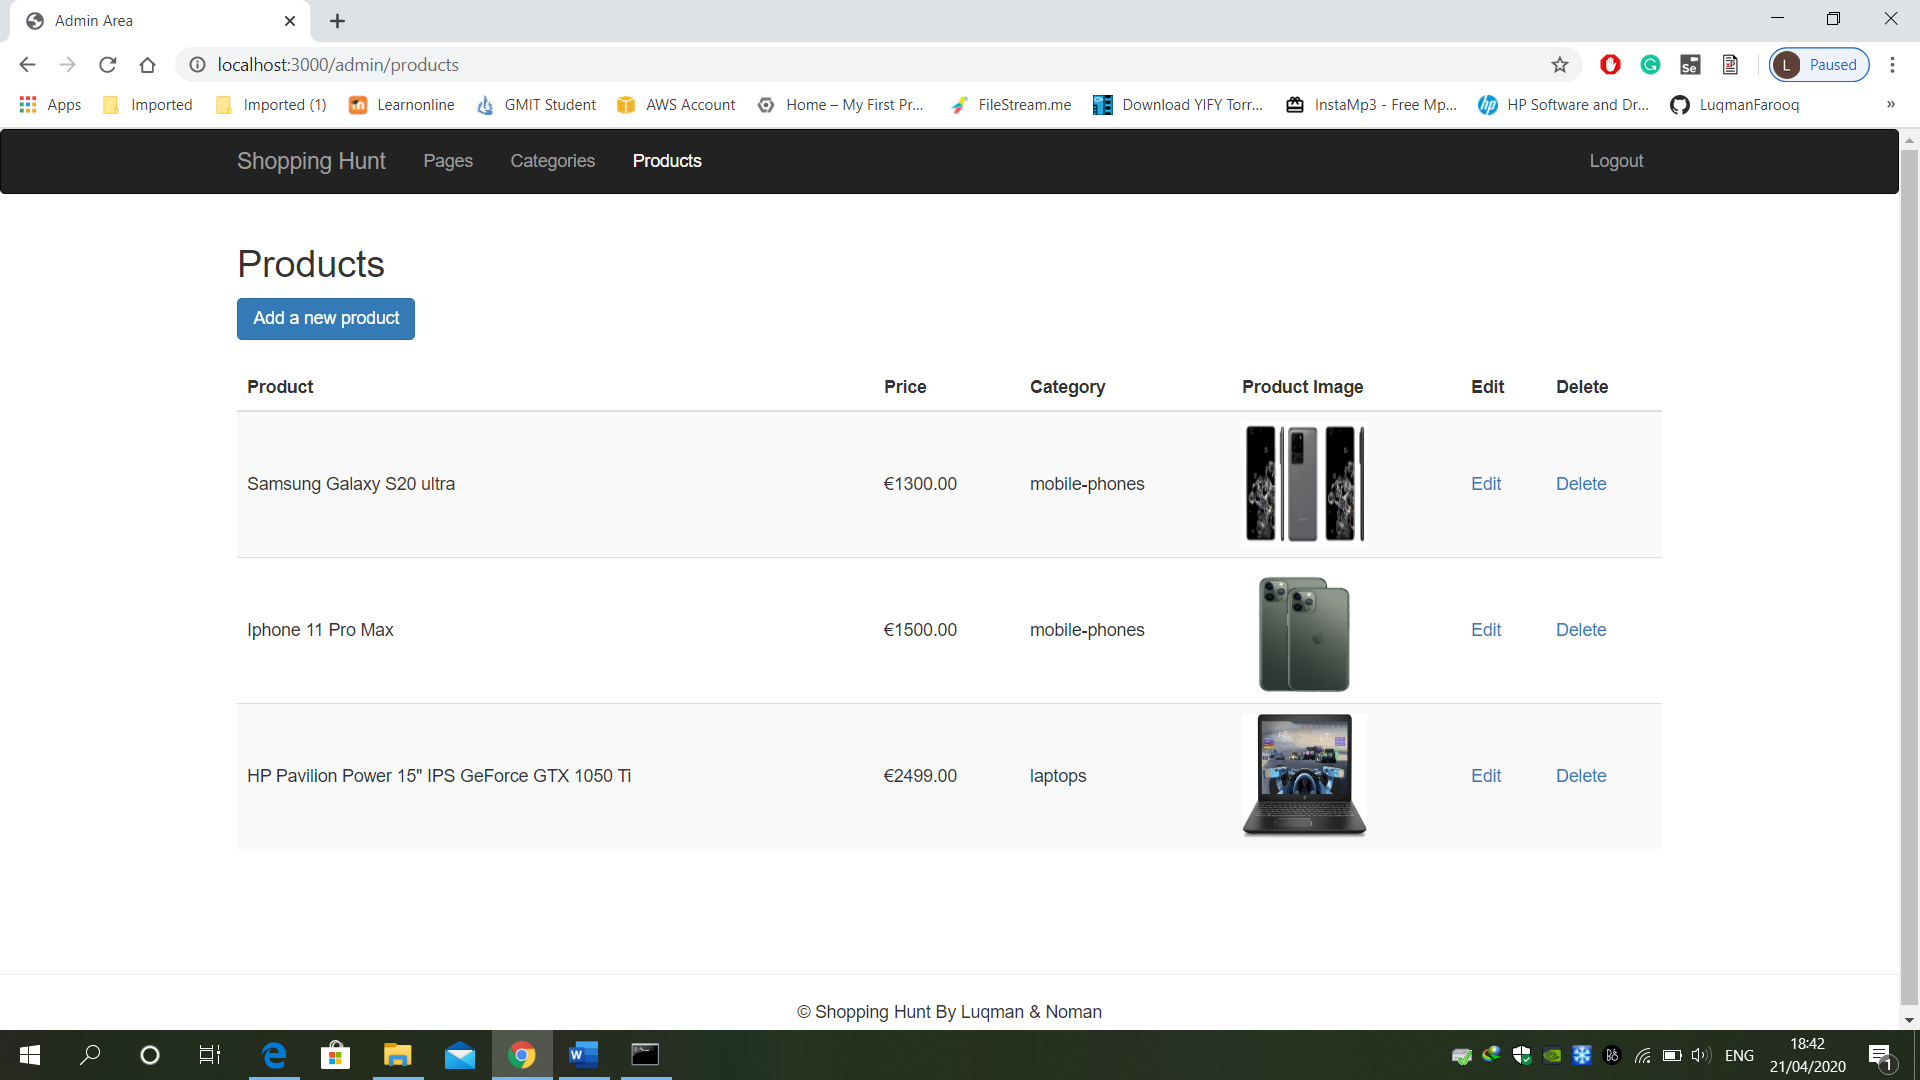 Admin Area
localhost:3000/admin/products
L Paused
Apps Imported Imported (1) Learnonline GMIT Student AWS Account Home – My First Pr... FileStream.me Download YIFY Torr... InstaMp3 - Free Mp... HP Software and Dr... LuqmanFarooq »
Shopping Hunt Pages Categories Products Logout
Products
Add a new product
Product Price Category Product Image Edit Delete
Samsung Galaxy S20 ultra €1300.00 mobile-phones Edit Delete
Iphone 11 Pro Max €1500.00 mobile-phones Edit Delete
HP Pavilion Power 15" IPS GeForce GTX 1050 Ti €2499.00 laptops Edit Delete
© Shopping Hunt By Luqman & Noman
ENG
18:42
21/04/2020
1